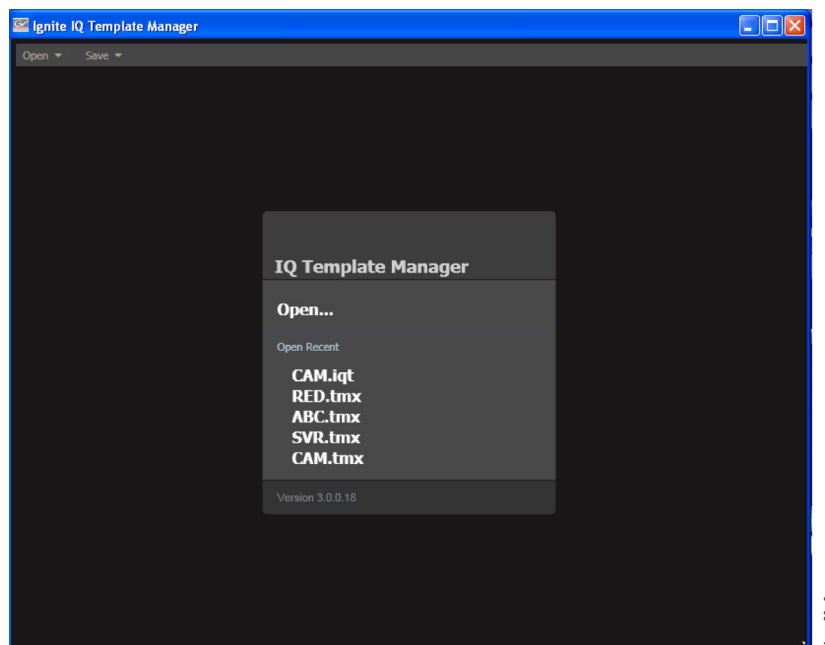 Ignite IQ Template Manager
Open Save
IQ Template Manager
Open...
Open Recent
CAM.iqt
RED.tmx
ABC.tmx
SVR.tmx
CAM.tmx
Version 3.0.0.18